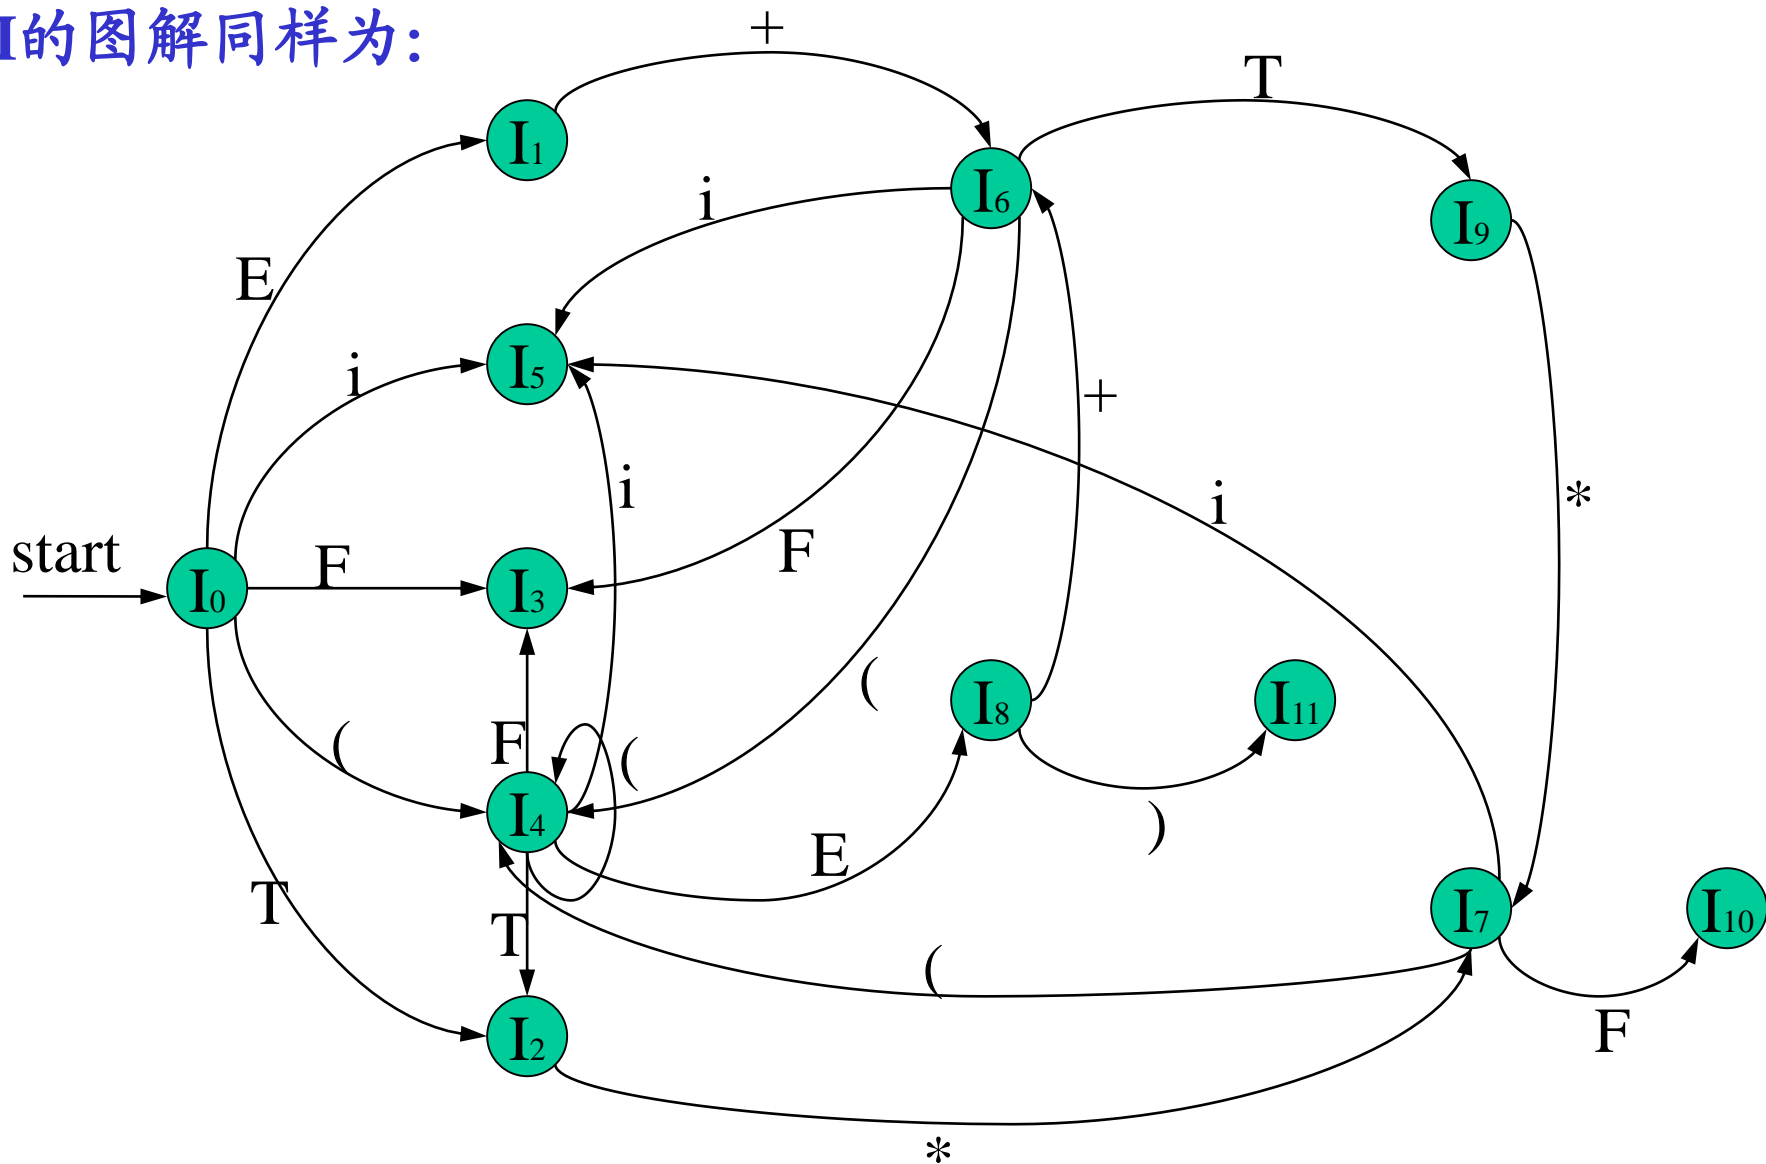 I的图解同样为:
+
T
I1
I6
i
I9
E
i
I5
+
i
i
*
start
F
F
I0
I3
(
I8
I11
(
F
(
I4
)
E
T
T
I7
I10
(
F
I2
*